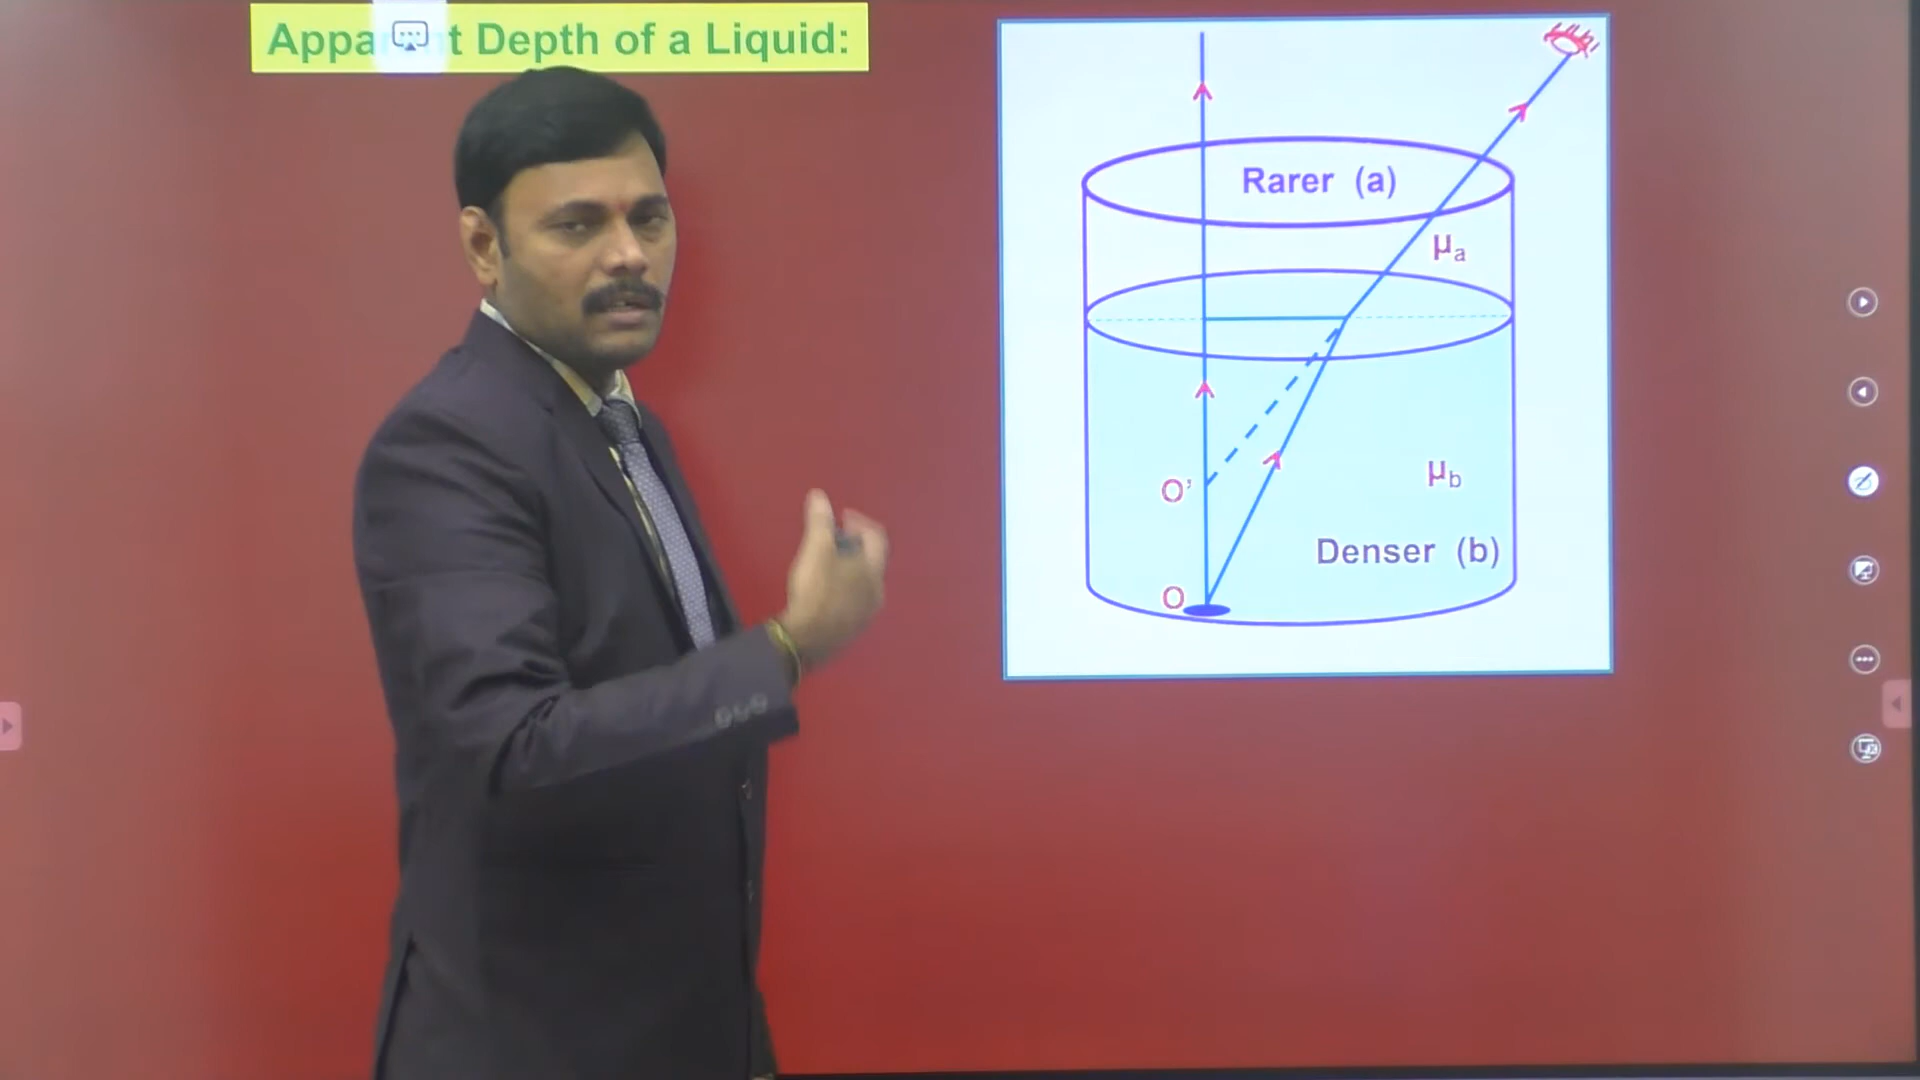 Appa t Depth of a Liquid:
Rarer (a)
μa
O'
μb
Denser (b)
O